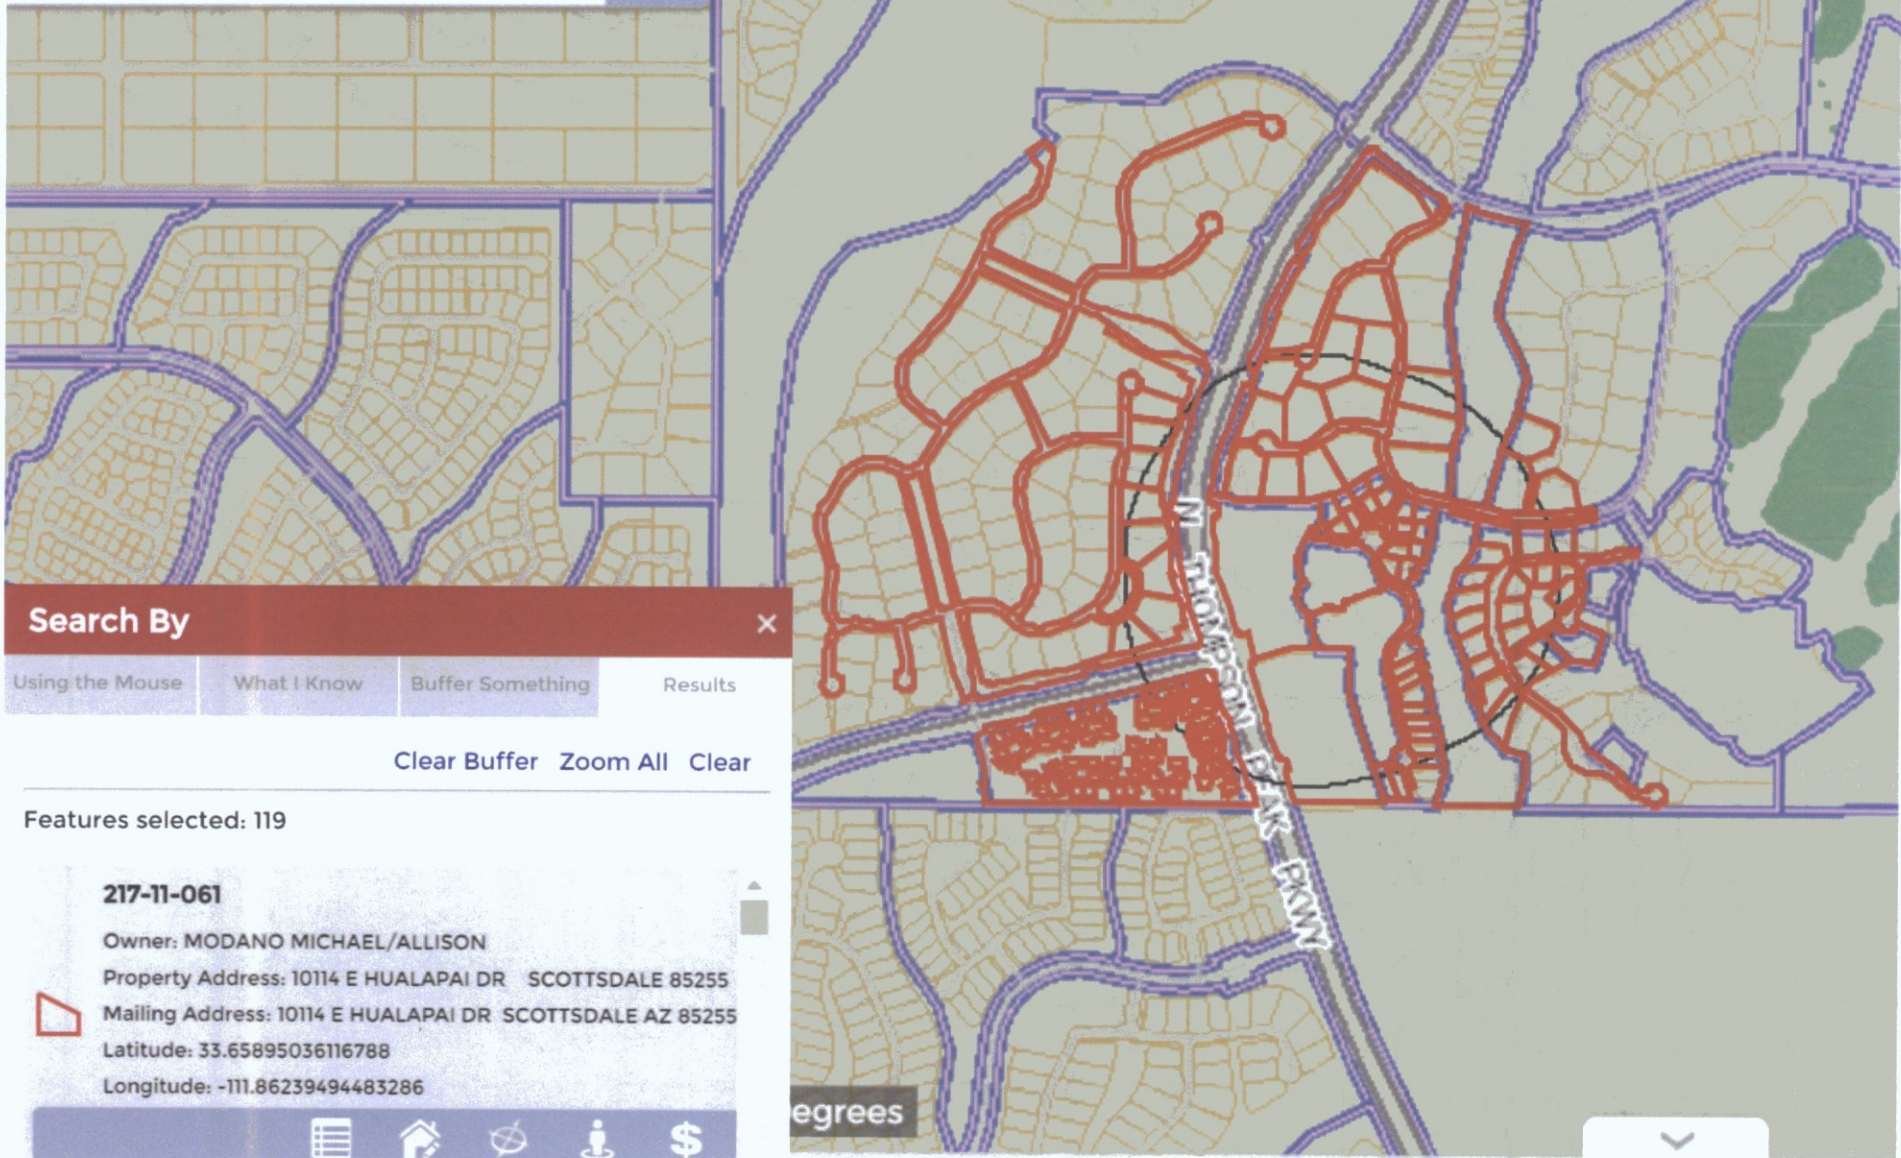 Search By ×
Using the Mouse What I Know Buffer Something Results
Clear Buffer Zoom All Clear
Features selected: 119
217-11-061
Owner: MODANO MICHAEL/ALLISON
Property Address: 10114 E HUALAPAI DR SCOTTSDALE 85255
Mailing Address: 10114 E HUALAPAI DR SCOTTSDALE AZ 85255
Latitude: 33.65895036116788
Longitude: -111.86239494483286
$
N THOMPSON PEAK PKWY
egrees